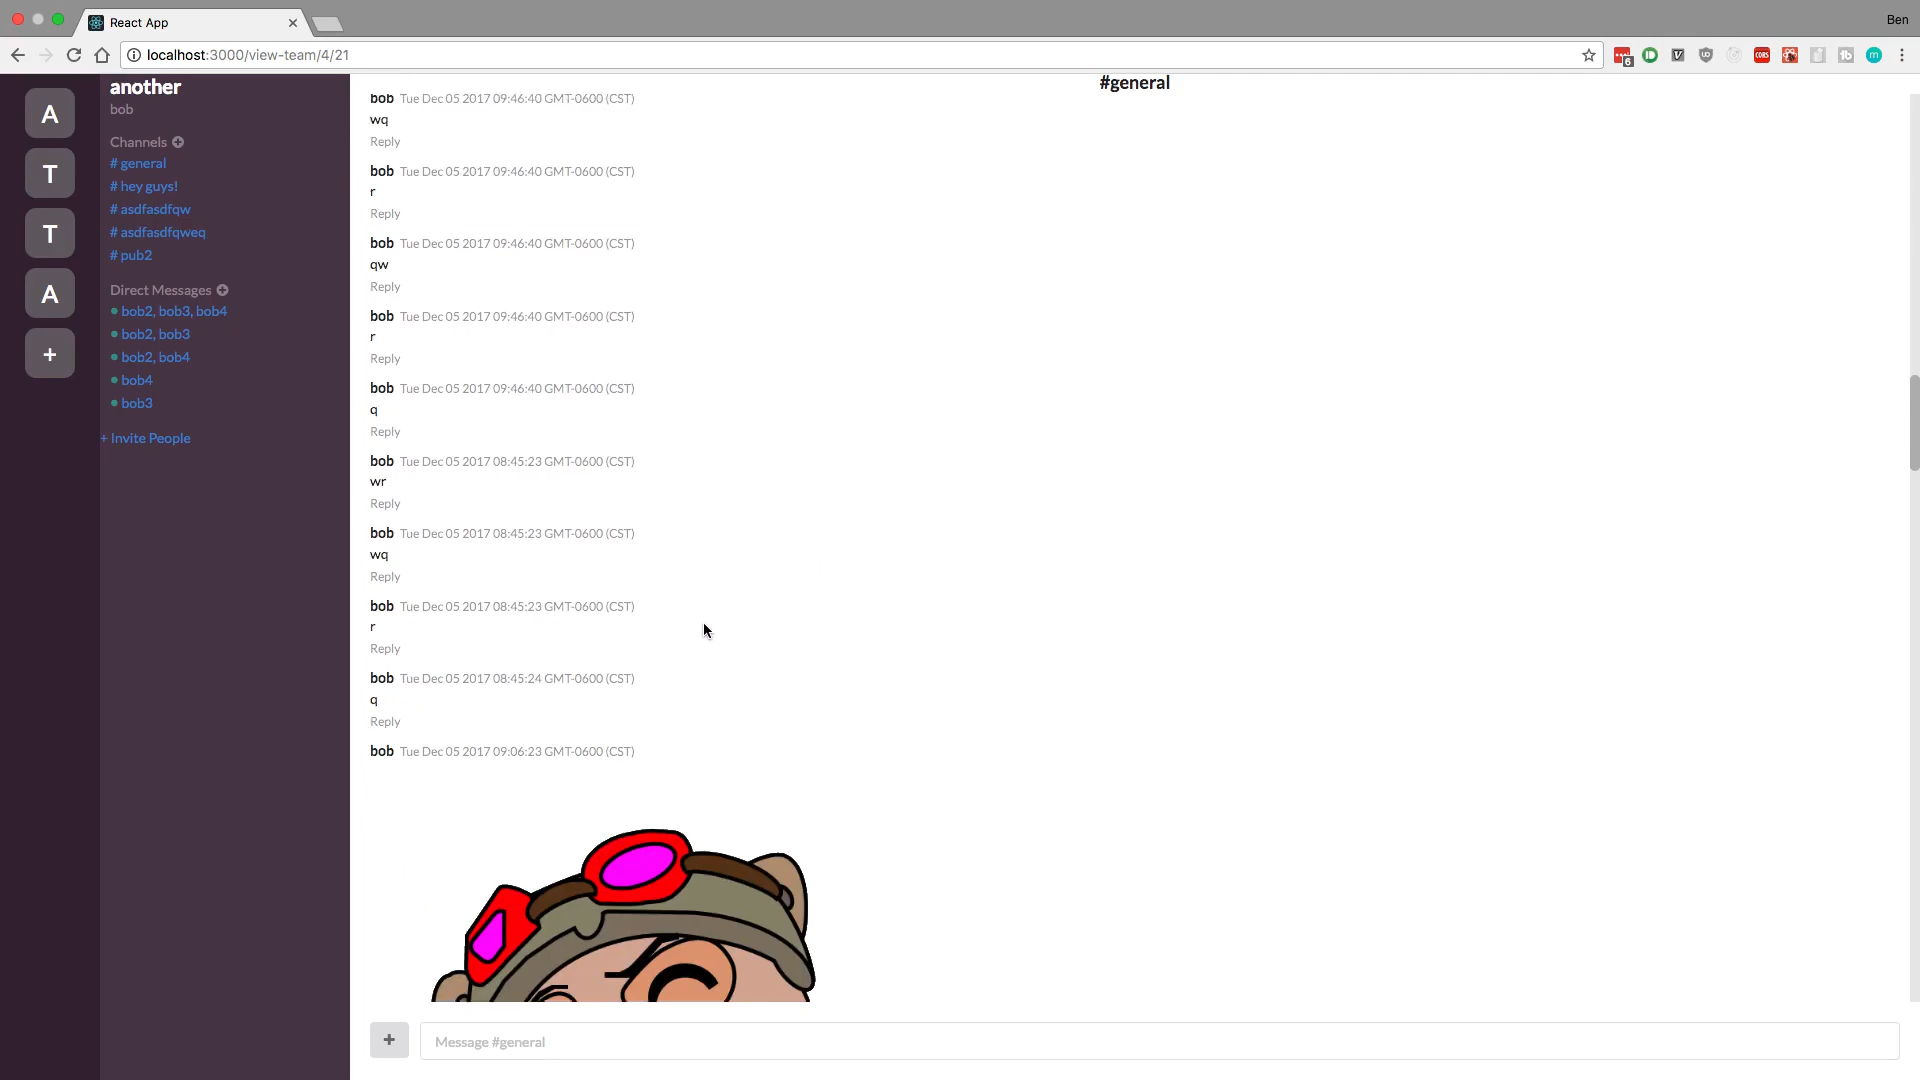 React App
Ben
localhost:3000/view-team/4/21
6
CORS
m
A
T
T
A
+
another
bob
Channels
# general
# hey guys!
# asdfasdfqw
# asdfasdfqweq
# pub2
Direct Messages
bob2, bob3, bob4
bob2, bob3
bob2, bob4
bob4
bob3
+ Invite People
#general
bob Tue Dec 05 2017 09:46:40 GMT-0600 (CST)
wq
Reply
bob Tue Dec 05 2017 09:46:40 GMT-0600 (CST)
r
Reply
bob Tue Dec 05 2017 09:46:40 GMT-0600 (CST)
qw
Reply
bob Tue Dec 05 2017 09:46:40 GMT-0600 (CST)
r
Reply
bob Tue Dec 05 2017 09:46:40 GMT-0600 (CST)
q
Reply
bob Tue Dec 05 2017 08:45:23 GMT-0600 (CST)
wr
Reply
bob Tue Dec 05 2017 08:45:23 GMT-0600 (CST)
wq
Reply
bob Tue Dec 05 2017 08:45:23 GMT-0600 (CST)
r
Reply
bob Tue Dec 05 2017 08:45:24 GMT-0600 (CST)
q
Reply
bob Tue Dec 05 2017 09:06:23 GMT-0600 (CST)
+
Message #general